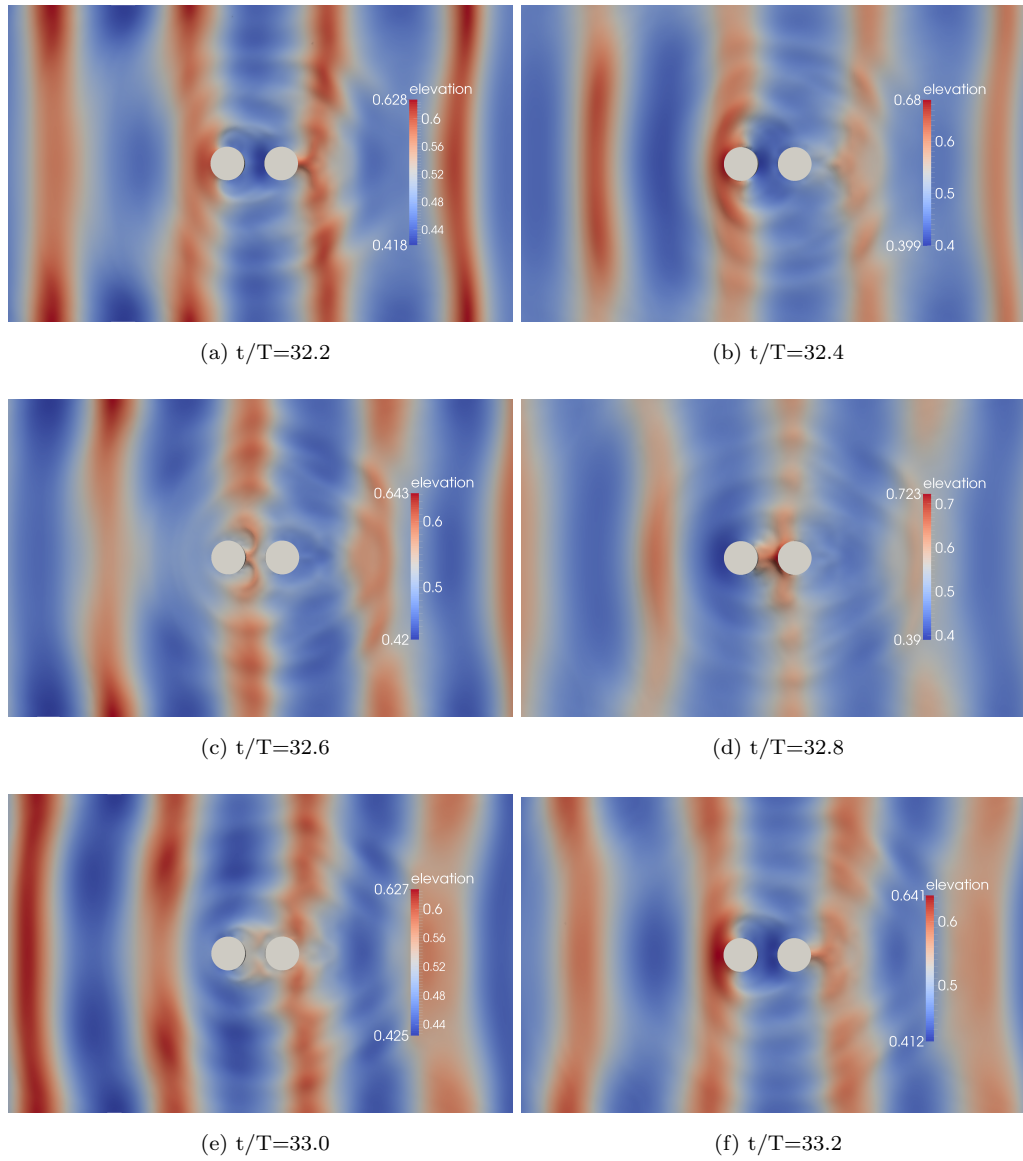 elevation
0.628
0.6
0.56
0.52
0.48
0.44
0.418
(a) t/T=32.2
elevation
0.68
0.6
0.5
0.399
0.4
(b) t/T=32.4
elevation
0.643
0.6
0.5
0.42
(c) t/T=32.6
elevation
0.723
0.7
0.6
0.5
0.4
0.39
(d) t/T=32.8
elevation
0.627
0.6
0.56
0.52
0.48
0.44
0.425
(e) t/T=33.0
elevation
0.641
0.6
0.5
0.412
(f) t/T=33.2